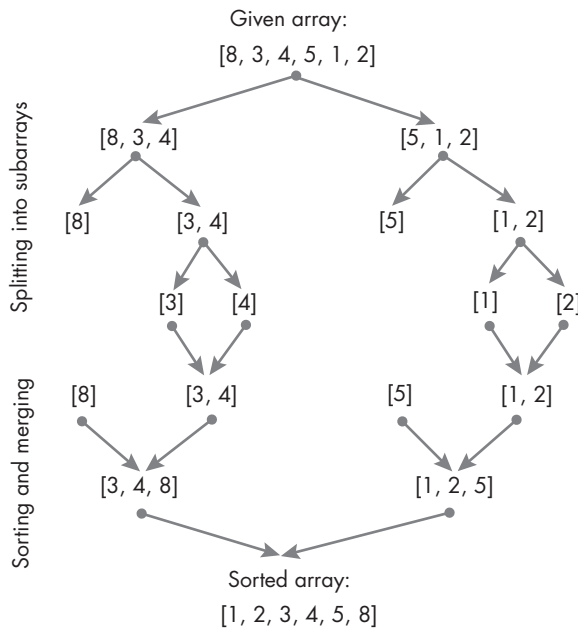 Given array:
[8, 3, 4, 5, 1, 2]
Splitting into subarrays
[8, 3, 4] [5, 1, 2]
[8] [3, 4] [5] [1, 2]
[3] [4] [1] [2]
Sorting and merging
[8] [3, 4] [5] [1, 2]
[3, 4, 8] [1, 2, 5]
Sorted array:
[1, 2, 3, 4, 5, 8]